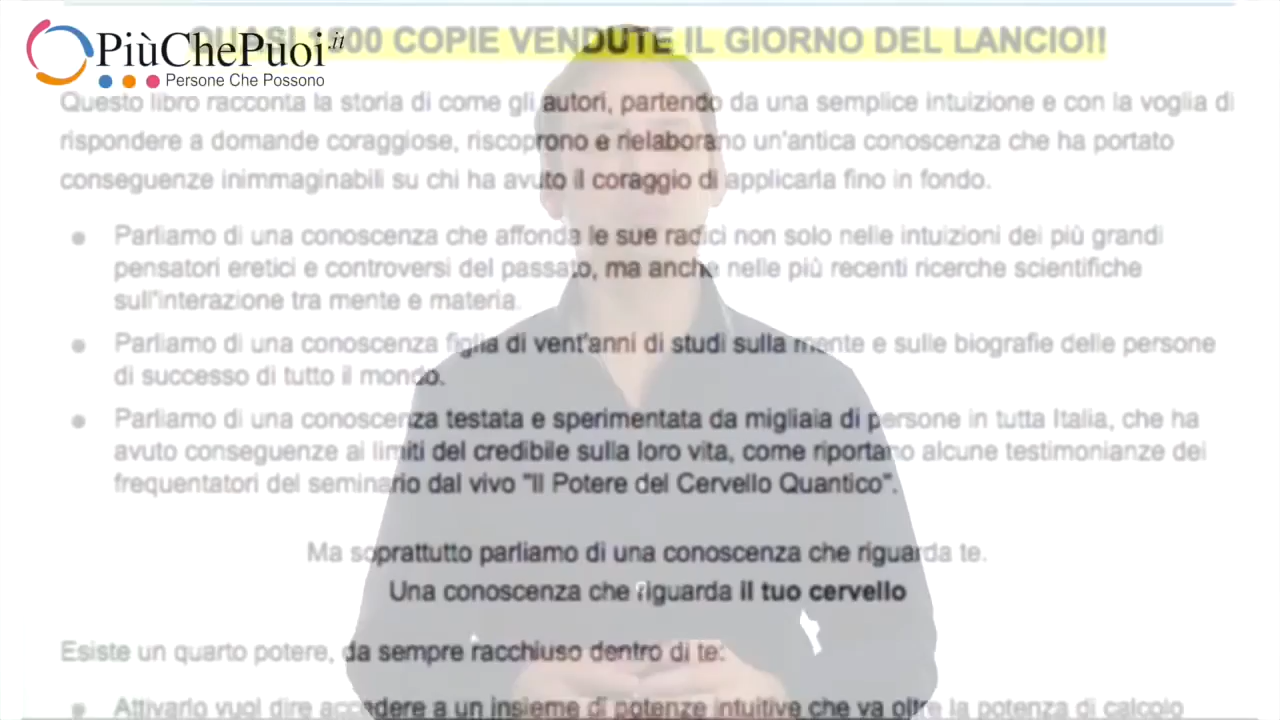 PiùChePuoi.it
Persone Che Possono
QUASI 1500 COPIE VENDUTE IL GIORNO DEL LANCIO!!
Questo libro racconta la storia di come gli autori, partendo da una semplice intuizione e con la voglia di
rispondere a domande coraggiose, riscoprono e rielaborano un'antica conoscenza che ha portato
conseguenze inimmaginabili su chi ha avuto il coraggio di applicarla fino in fondo.
Parliamo di una conoscenza che affonda le sue radici non solo nelle intuizioni dei più grandi
pensatori eretici e controversi del passato, ma anche nelle più recenti ricerche scientifiche
sull'interazione tra mente e materia.
Parliamo di una conoscenza figlia di vent'anni di studi sulla mente e sulle biografie delle persone
di successo di tutto il mondo.
Parliamo di una conoscenza testata e sperimentata da migliaia di persone in tutta Italia, che ha
avuto conseguenze ai limiti del credibile sulla loro vita, come riportano alcune testimonianze dei
frequentatori del seminario dal vivo "Il Potere del Cervello Quantico".
Ma soprattutto parliamo di una conoscenza che riguarda te.
Una conoscenza che riguarda il tuo cervello
Esiste un quarto potere, da sempre racchiuso dentro di te:
Attivarlo vuol dire accedere a un insieme di potenze intuitive che va oltre la potenza di calcolo